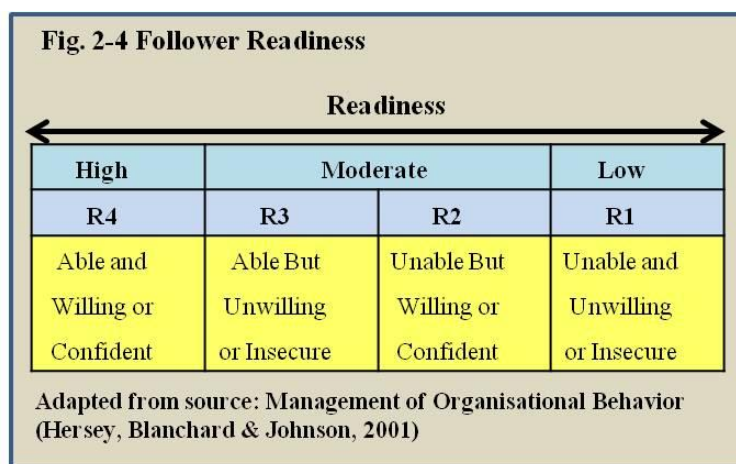 Fig. 2-4 Follower Readiness
Readiness
High Moderate Low
R4 R3 R2 R1
Able and Able But Unable But Unable and
Willing or Unwilling Willing or Unwilling
Confident or Insecure Confident or Insecure
Adapted from source: Management of Organisational Behavior
(Hersey, Blanchard & Johnson, 2001)